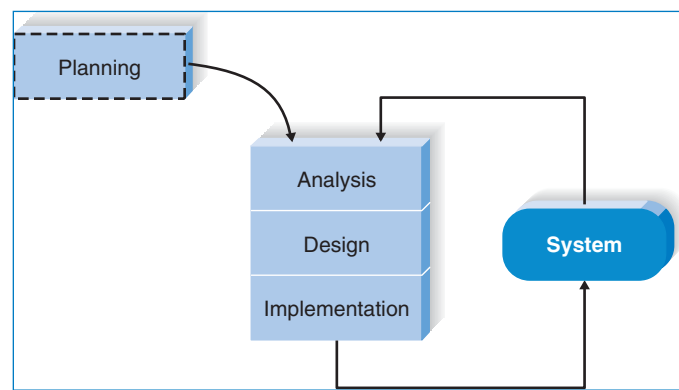 Planning
Analysis
Design
System
Implementation